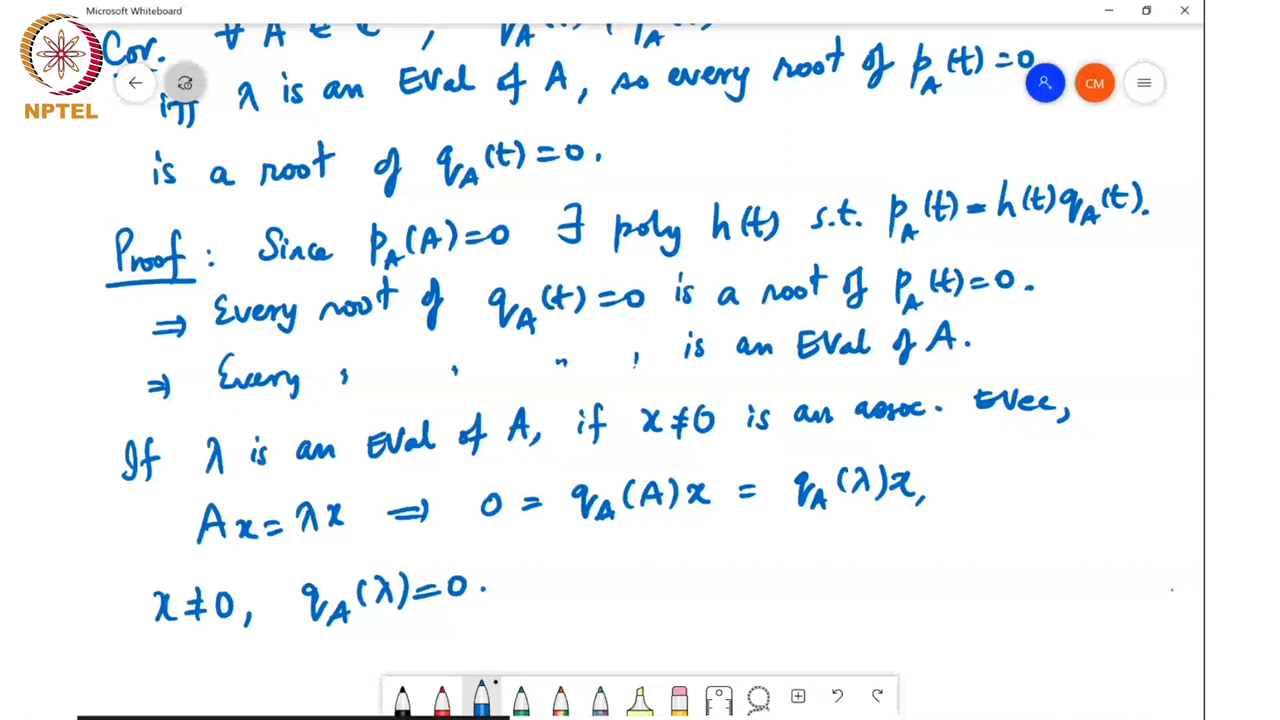 Microsoft Whiteboard
NPTEL
Cor. ∀ A ∈ C ,
λ is an EVal of A, so every root of p_A(t)=0
CM
is a root of q_A(t)=0.
Proof: Since p_A(A)=0 ∃ poly h(t) s.t. p_A(t)=h(t)q_A(t).
⇒ Every root of q_A(t)=0 is a root of p_A(t)=0.
⇒ Every , , " , is an EVal of A.
If λ is an EVal of A, if x≠0 is an assoc. Evec,
Ax=λx ⇒ 0 = q_A(A)x = q_A(λ)x,
x≠0, q_A(λ)=0.